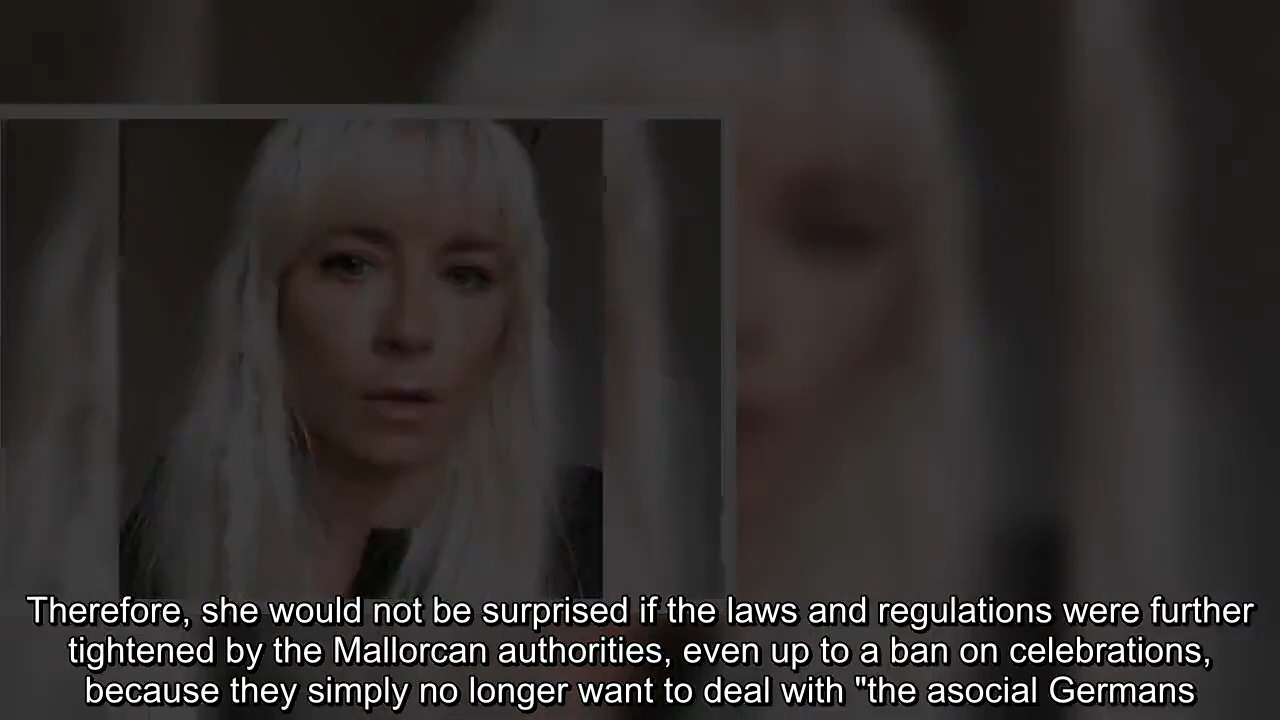 Therefore, she would not be surprised if the laws and regulations were further
tightened by the Mallorcan authorities, even up to a ban on celebrations,
because they simply no longer want to deal with "the asocial Germans